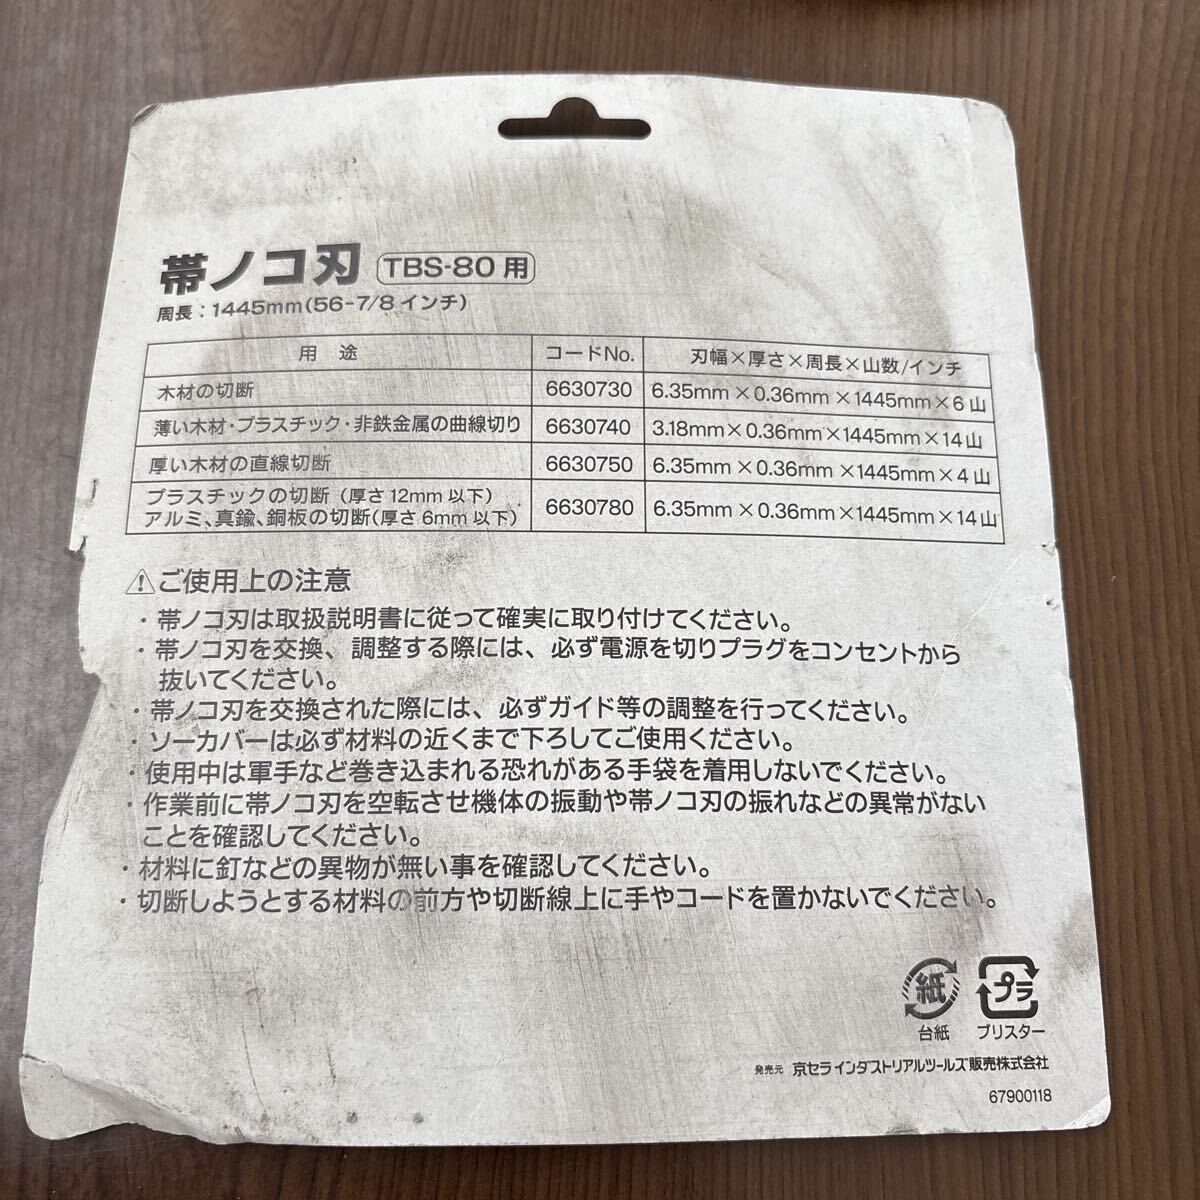 帯ノコ刃 TBS-80用
周長：1445mm(56-7/8インチ)
用 途 コードNo. 刃幅×厚さ×周長×山数/インチ
木材の切断 6630730 6.35mm×0.36mm×1445mm×6山
薄い木材・プラスチック・非鉄金属の曲線切り 6630740 3.18mm×0.36mm×1445mm×14山
厚い木材の直線切断 6630750 6.35mm×0.36mm×1445mm×4山
プラスチックの切断（厚さ12mm以下）
アルミ、真鍮、銅板の切断(厚さ6mm以下) 6630780 6.35mm×0.36mm×1445mm×14山
⚠ご使用上の注意
・帯ノコ刃は取扱説明書に従って確実に取り付けてください。
・帯ノコ刃を交換、調整する際には、必ず電源を切りプラグをコンセントから
抜いてください。
・帯ノコ刃を交換された際には、必ずガイド等の調整を行ってください。
・ソーカバーは必ず材料の近くまで下ろしてご使用ください。
・使用中は軍手など巻き込まれる恐れがある手袋を着用しないでください。
・作業前に帯ノコ刃を空転させ機体の振動や帯ノコ刃の振れなどの異常がない
ことを確認してください。
・材料に釘などの異物が無い事を確認してください。
・切断しようとする材料の前方や切断線上に手やコードを置かないでください。
紙 プラ
台紙 ブリスター
発売元 京セラインダストリアルツールズ販売株式会社
67900118